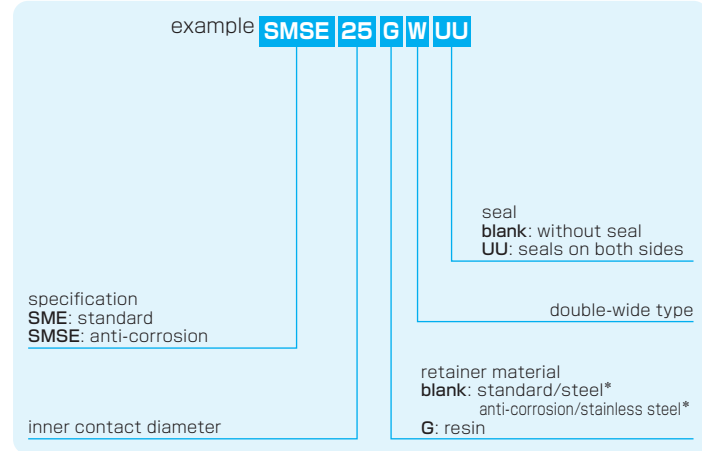 example SMSE 25 G W UU
seal
blank: without seal
UU: seals on both sides
double-wide type
specification
SME: standard
SMSE: anti-corrosion
retainer material
blank: standard/steel*
anti-corrosion/stainless steel*
G: resin
inner contact diameter